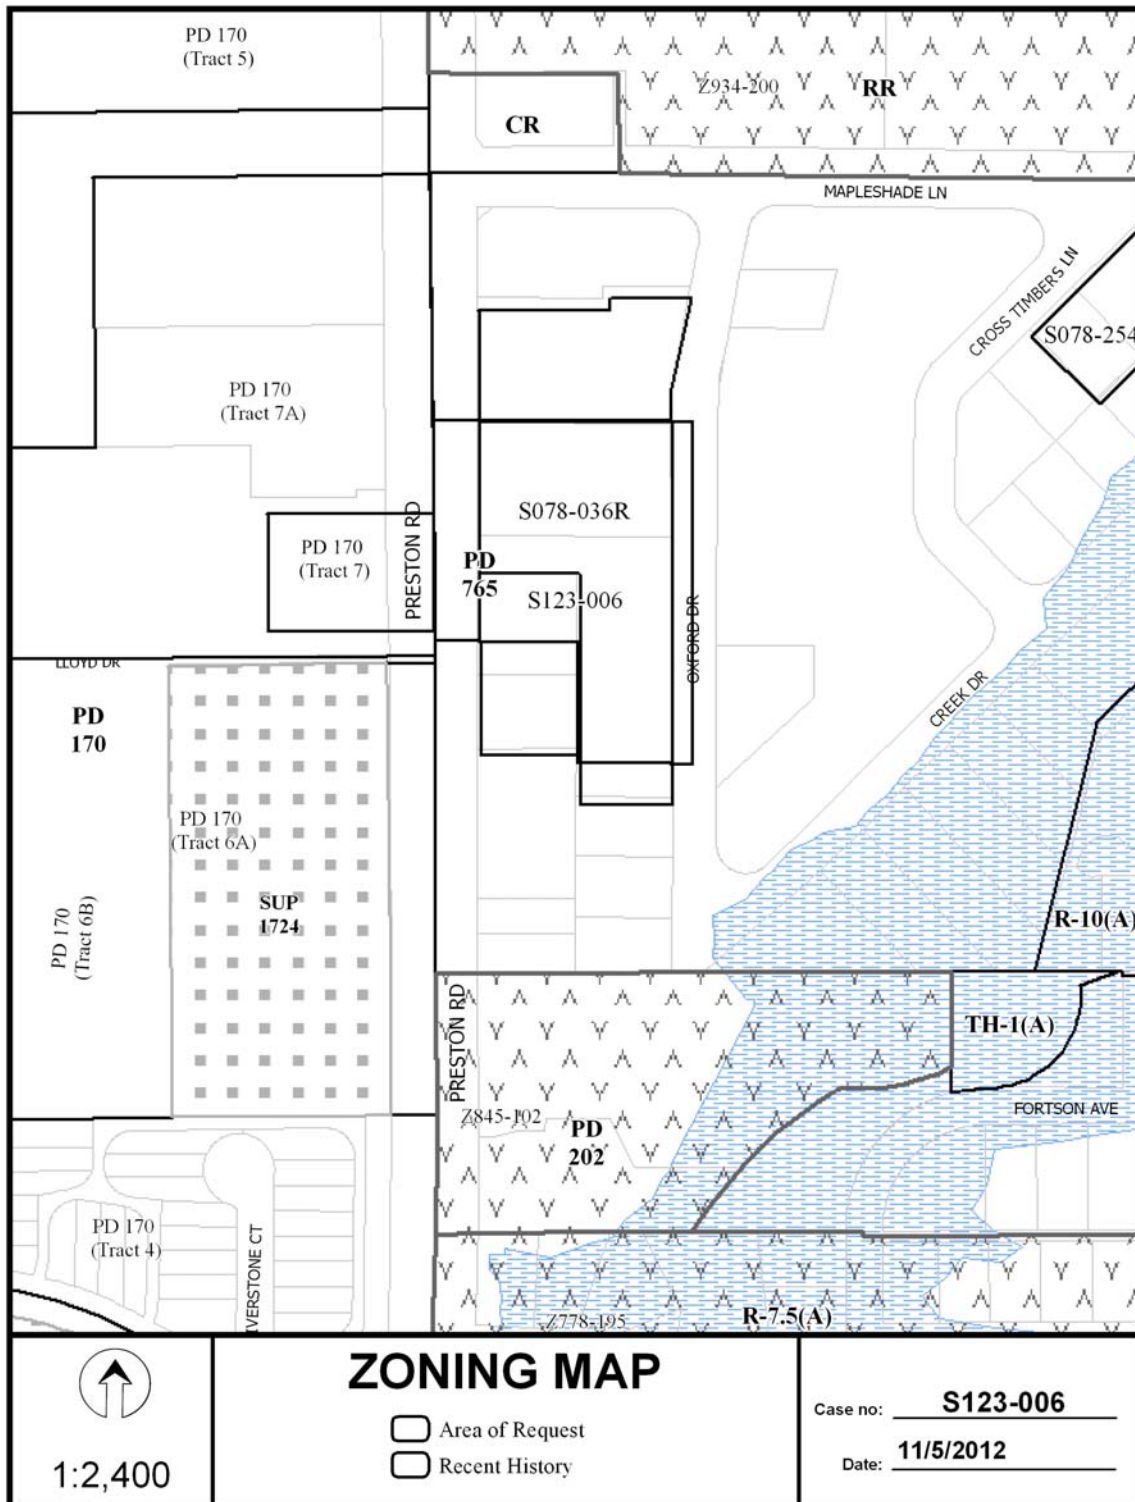 PD 170
(Tract 5)
Z934-200
RR
CR
MAPLESHADE LN
CROSS TIMBERS LN
S078-254
PD 170
(Tract 7A)
PRESTON RD
S078-036R
PD 170
(Tract 7)
PD
765
S123-006
OXFORD DR
LLOYD DR
PD
170
CREEK DR
PD 170
(Tract 6A)
SUP
1724
PD 170
(Tract 6B)
R-10(A)
PRESTON RD
TH-1(A)
FORTSON AVE
Z845-102
PD
202
PD 170
(Tract 4)
IVERSTONE CT
Z778-195
R-7.5(A)
ZONING MAP
Area of Request
Recent History
1:2,400
Case no: S123-006
Date: 11/5/2012